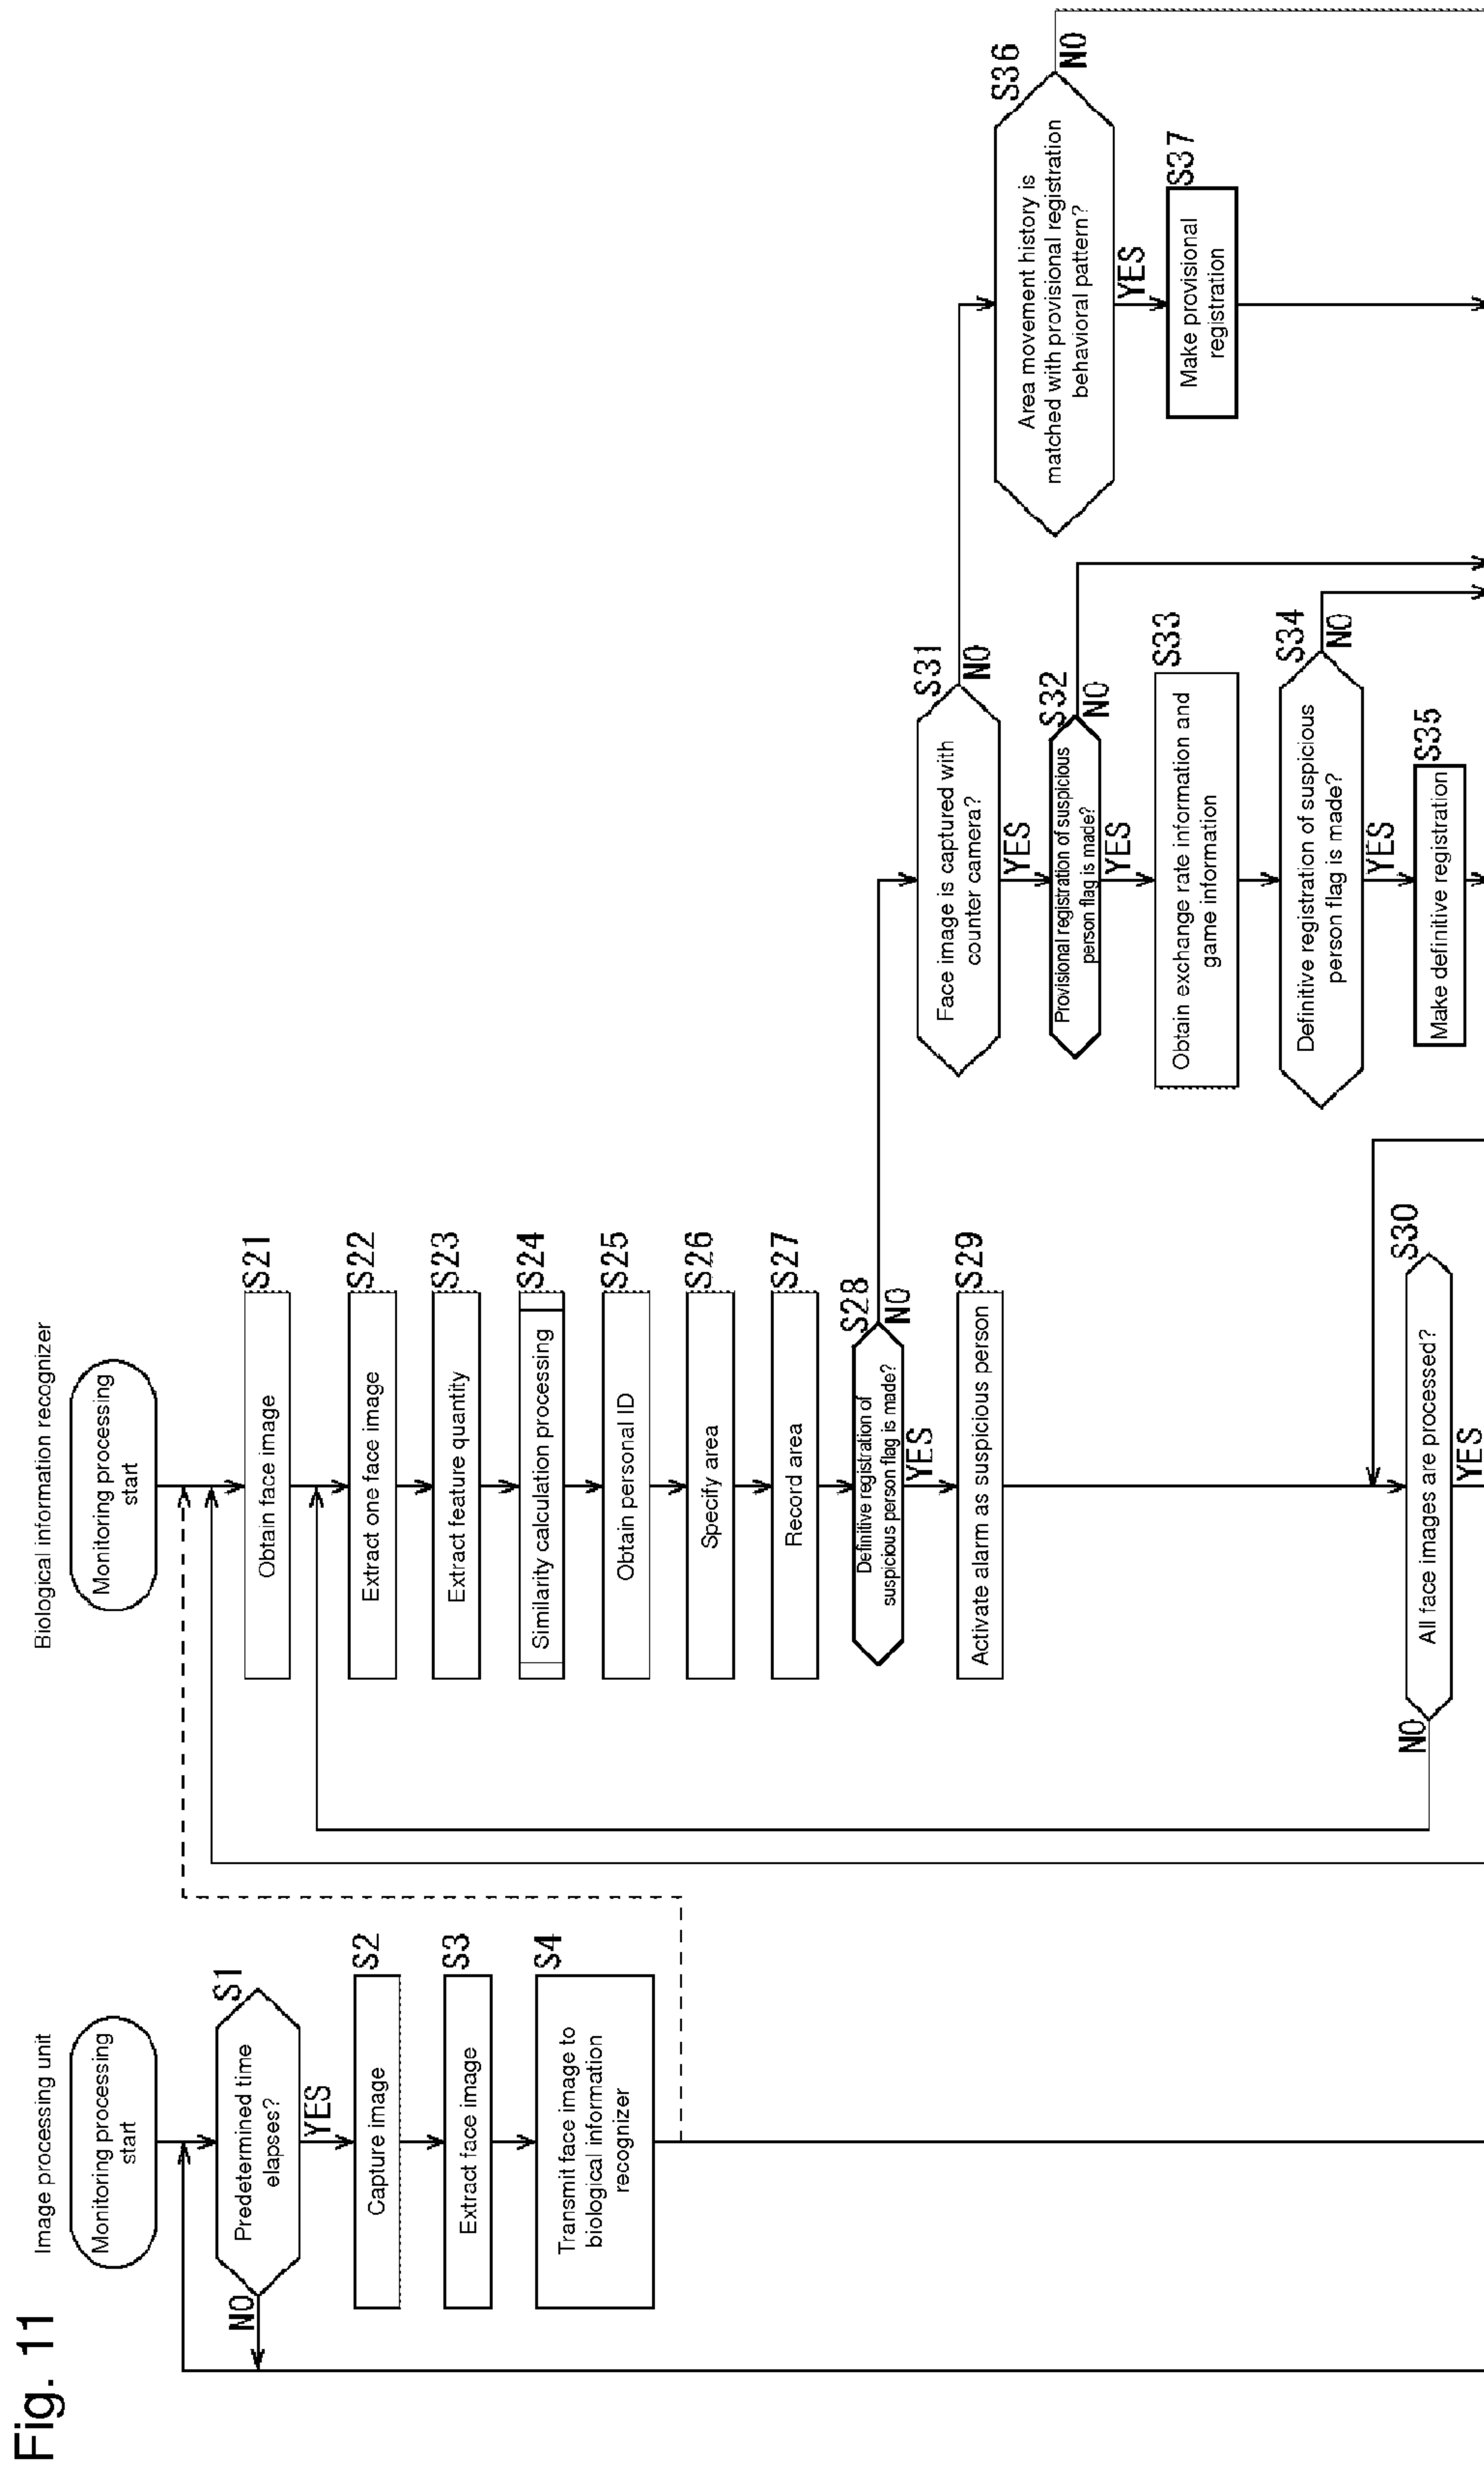 Fig. 11
Image processing unit
Monitoring processing
start
S1
Predetermined time
elapses?
NO
YES
S2
Capture image
S3
Extract face image
S4
Transmit face image to
biological information
recognizer
Biological information recognizer
Monitoring processing
start
S21
Obtain face image
S22
Extract one face image
S23
Extract feature quantity
S24
Similarity calculation processing
S25
Obtain personal ID
S26
Specify area
S27
Record area
S28
Definitive registration of
suspicious person flag is made?
NO
YES
S29
Activate alarm as suspicious person
S30
All face images are processed?
NO
YES
S31
Face image is captured with
counter camera?
NO
YES
S32
Provisional registration of suspicious
person flag is made?
NO
YES
S33
Obtain exchange rate information and
game information
S34
Definitive registration of suspicious
person flag is made?
NO
YES
S35
Make definitive registration
S36
Area movement history is
matched with provisional registration
behavioral pattern?
NO
YES
S37
Make provisional
registration